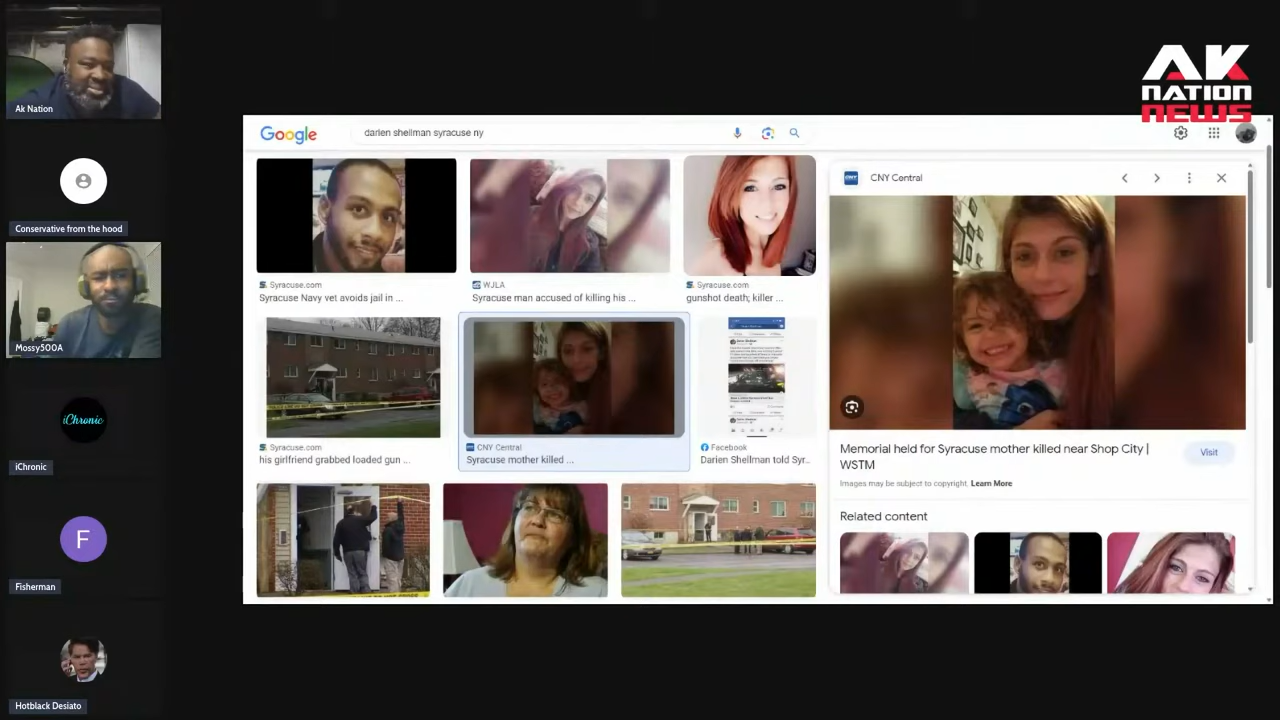 Ak Nation
Conservative from the hood
Mossy500A
iChronic
iChronic
F
Fisherman
Hotblack Desiato
AK
NATION
NEWS
Google
darien shellman syracuse ny
Syracuse.com
Syracuse Navy vet avoids jail in ...
WJLA
Syracuse man accused of killing his ...
Syracuse.com
gunshot death; killer ...
Syracuse.com
his girlfriend grabbed loaded gun ...
CNY Central
Syracuse mother killed ...
Facebook
Darien Shellman told Syr..
CNY
CNY Central
Memorial held for Syracuse mother killed near Shop City |
WSTM
Visit
Images may be subject to copyright. Learn More
Related content